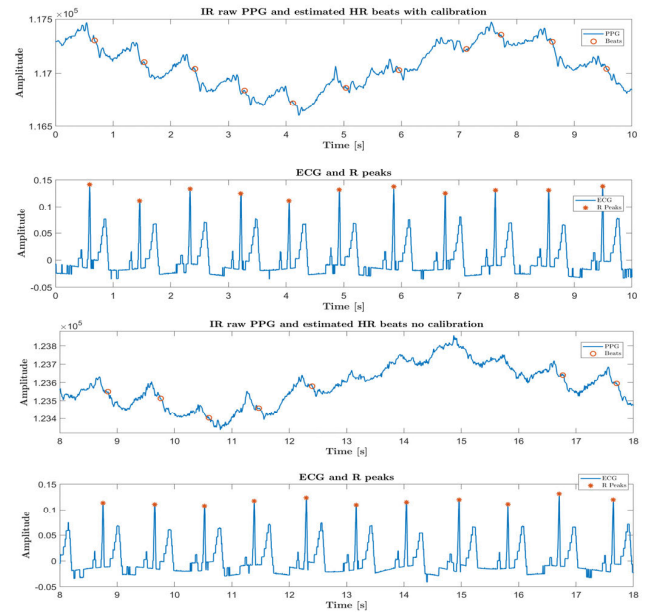 IR raw PPG and estimated HR beats with calibration
×10⁵
1.175
1.17
1.165
Amplitude
PPG
Beats
0 1 2 3 4 5 6 7 8 9 10
Time [s]
ECG and R peaks
0.15
0.1
0.05
0
-0.05
Amplitude
ECG
R Peaks
0 1 2 3 4 5 6 7 8 9 10
Time [s]
IR raw PPG and estimated HR beats no calibration
×10⁵
1.238
1.236
1.235
1.234
Amplitude
PPG
Beats
8 9 10 11 12 13 14 15 16 17 18
Time [s]
ECG and R peaks
0.15
0.1
0.05
0
-0.05
Amplitude
ECG
R Peaks
8 9 10 11 12 13 14 15 16 17 18
Time [s]